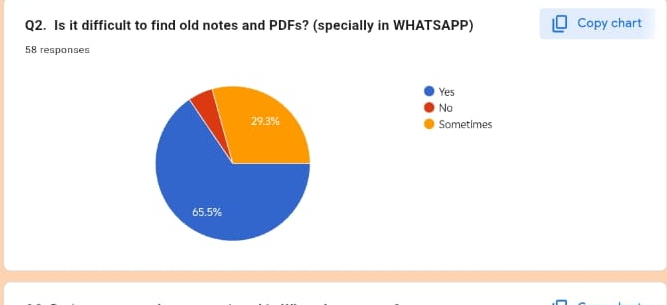 Q2. Is it difficult to find old notes and PDFs? (specially in WHATSAPP)
Copy chart
58 responses
Yes
No
Sometimes
29.3%
65.5%